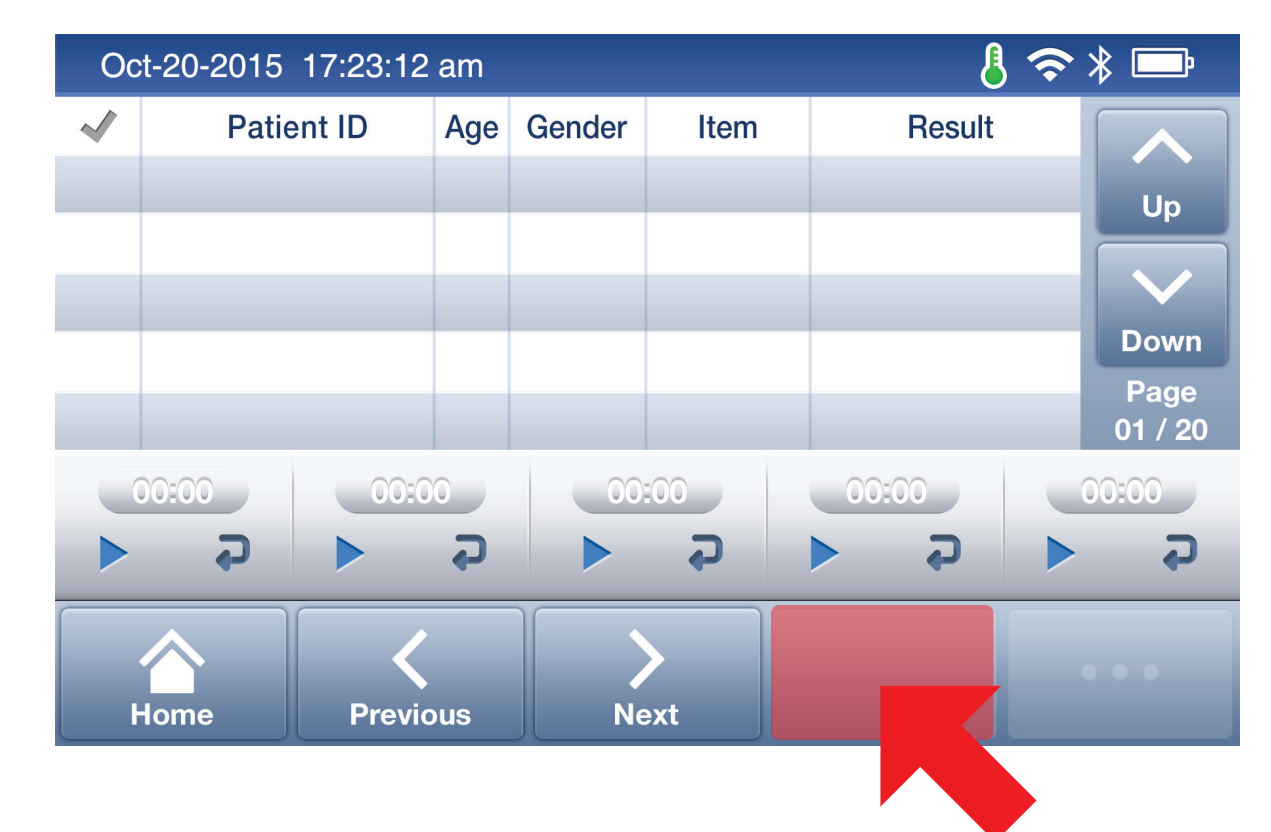 Oct-20-2015 17:23:12 am
Patient ID Age Gender Item Result
Up
Down
Page
01 / 20
00:00 00:00 00:00 00:00 00:00
Home Previous Next